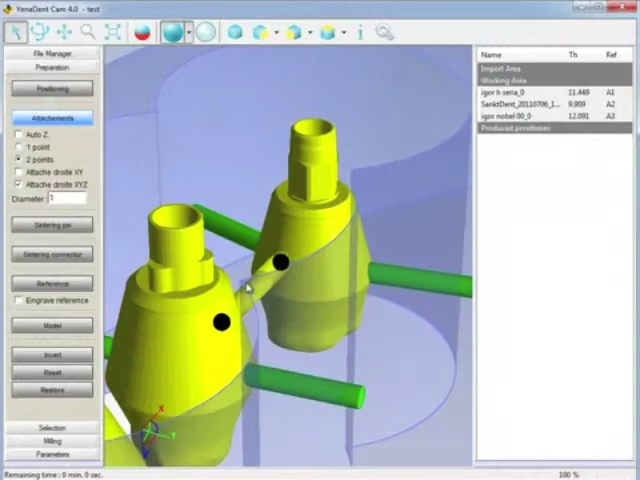 YenaDent Cam 4.0. - test
File Manager
Preparation
Positioning
Attachements
Auto Z.
1 point
2 points
Attache droite XY
Attache droite XYZ
Diameter : 1
Sintering pin
Sintering connector
Reference
Engrave reference
Model
Invert
Reset
Restore
Selection
Milling
Parameters
Name Th Ref
Import Area
Working Area
igor h seria_0 11.449 A1
SanktDent_20110706_1... 9.909 A2
igor nobel 00_0 12.091 A3
Produced prostheses
X
Y
Remaining time : 0 min. 0 sec. 100 %